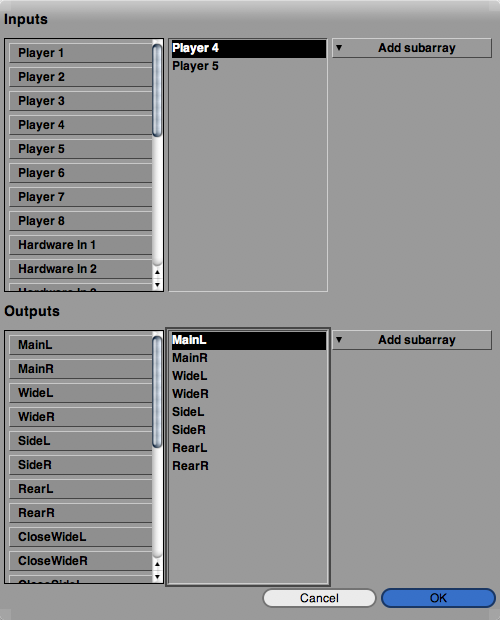 Inputs
Player 1
Player 2
Player 3
Player 4
Player 5
Player 6
Player 7
Player 8
Hardware In 1
Hardware In 2
Player 4
Player 5
Add subarray
Outputs
MainL
MainR
WideL
WideR
SideL
SideR
RearL
RearR
CloseWideL
CloseWideR
MainL
MainR
WideL
WideR
SideL
SideR
RearL
RearR
Add subarray
Cancel
OK